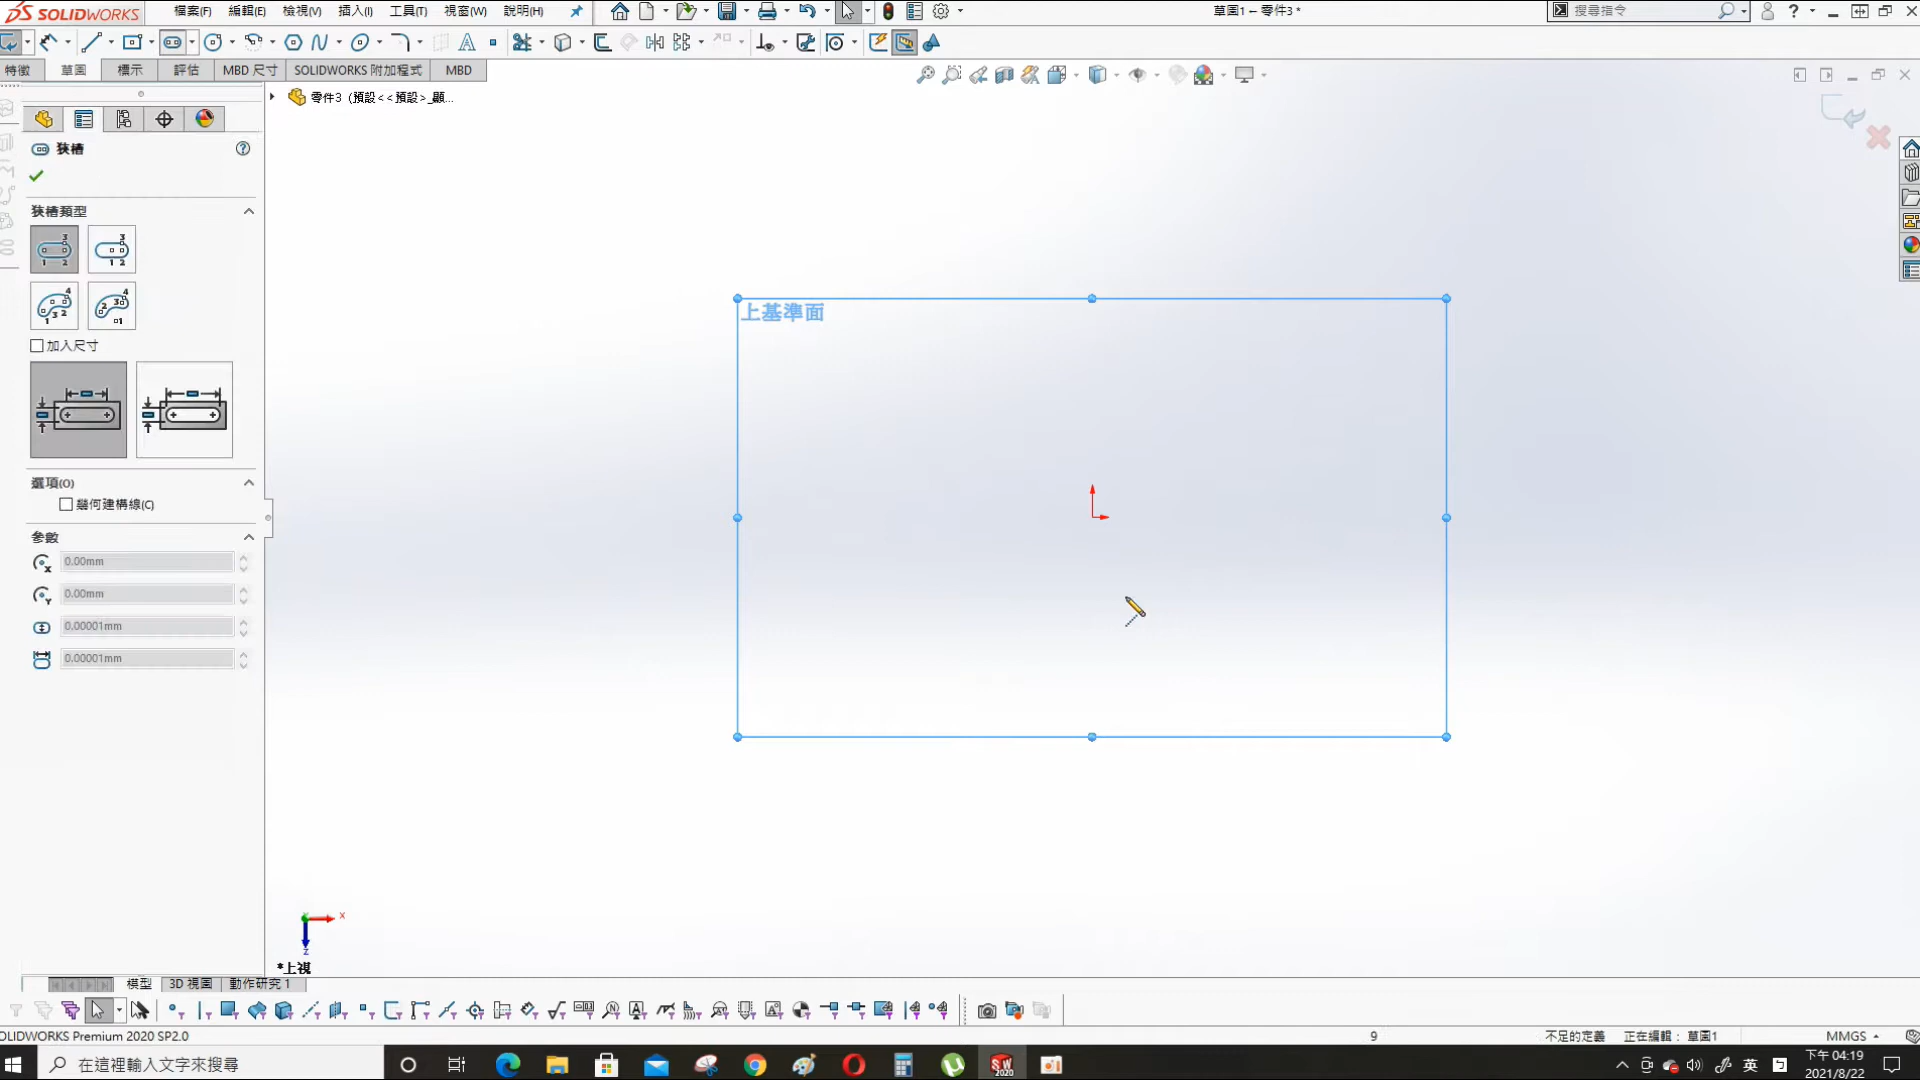 SOLIDWORKS
檔案(F) 編輯(E) 檢視(V) 插入(I) 工具(T) 視窗(W) 說明(H)
草圖1 – 零件3 *
搜尋指令
特徵 草圖 標示 評估 MBD 尺寸 SOLIDWORKS 附加程式 MBD
零件3 (預設<<預設>_顯...
狹槽
狹槽類型
加入尺寸
選項(O)
幾何建構線(C)
參數
0.00mm
0.00mm
0.00001mm
0.00001mm
上基準面
X
Z
*上視
模型 3D 視圖 動作研究 1
OLIDWORKS Premium 2020 SP2.0
9 不足的定義 正在編輯： 草圖1 MMGS
在這裡輸入文字來搜尋
SW
2020
英
下午 04:19
2021/8/22